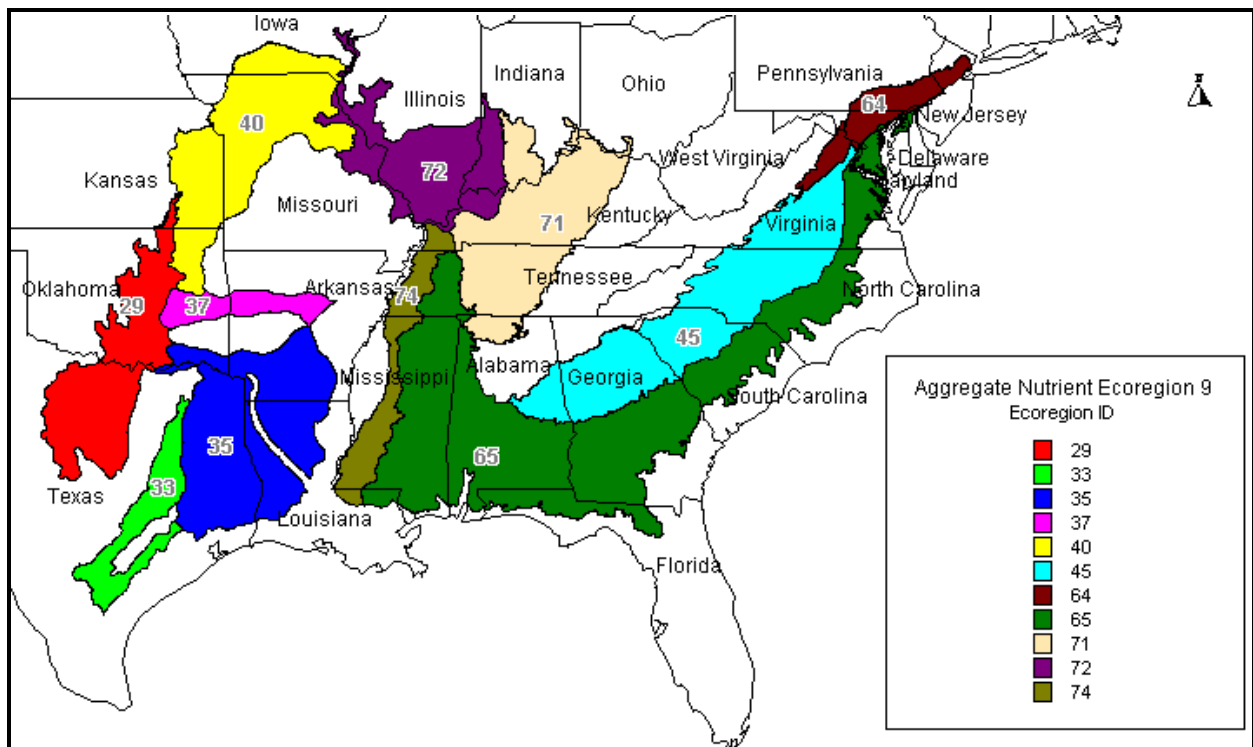 Iowa
Indiana
Ohio
Pennsylvania
Illinois
64
New Jersey
40
West Virginia
Delaware
Kansas
72
Maryland
Missouri
Kentucky
Virginia
71
Oklahoma
Arkansas
Tennessee
North Carolina
29
37
74
45
Mississippi
Alabama
Georgia
South Carolina
35
65
33
Texas
Louisiana
Florida
N
Aggregate Nutrient Ecoregion 9
Ecoregion ID
29
33
35
37
40
45
64
65
71
72
74